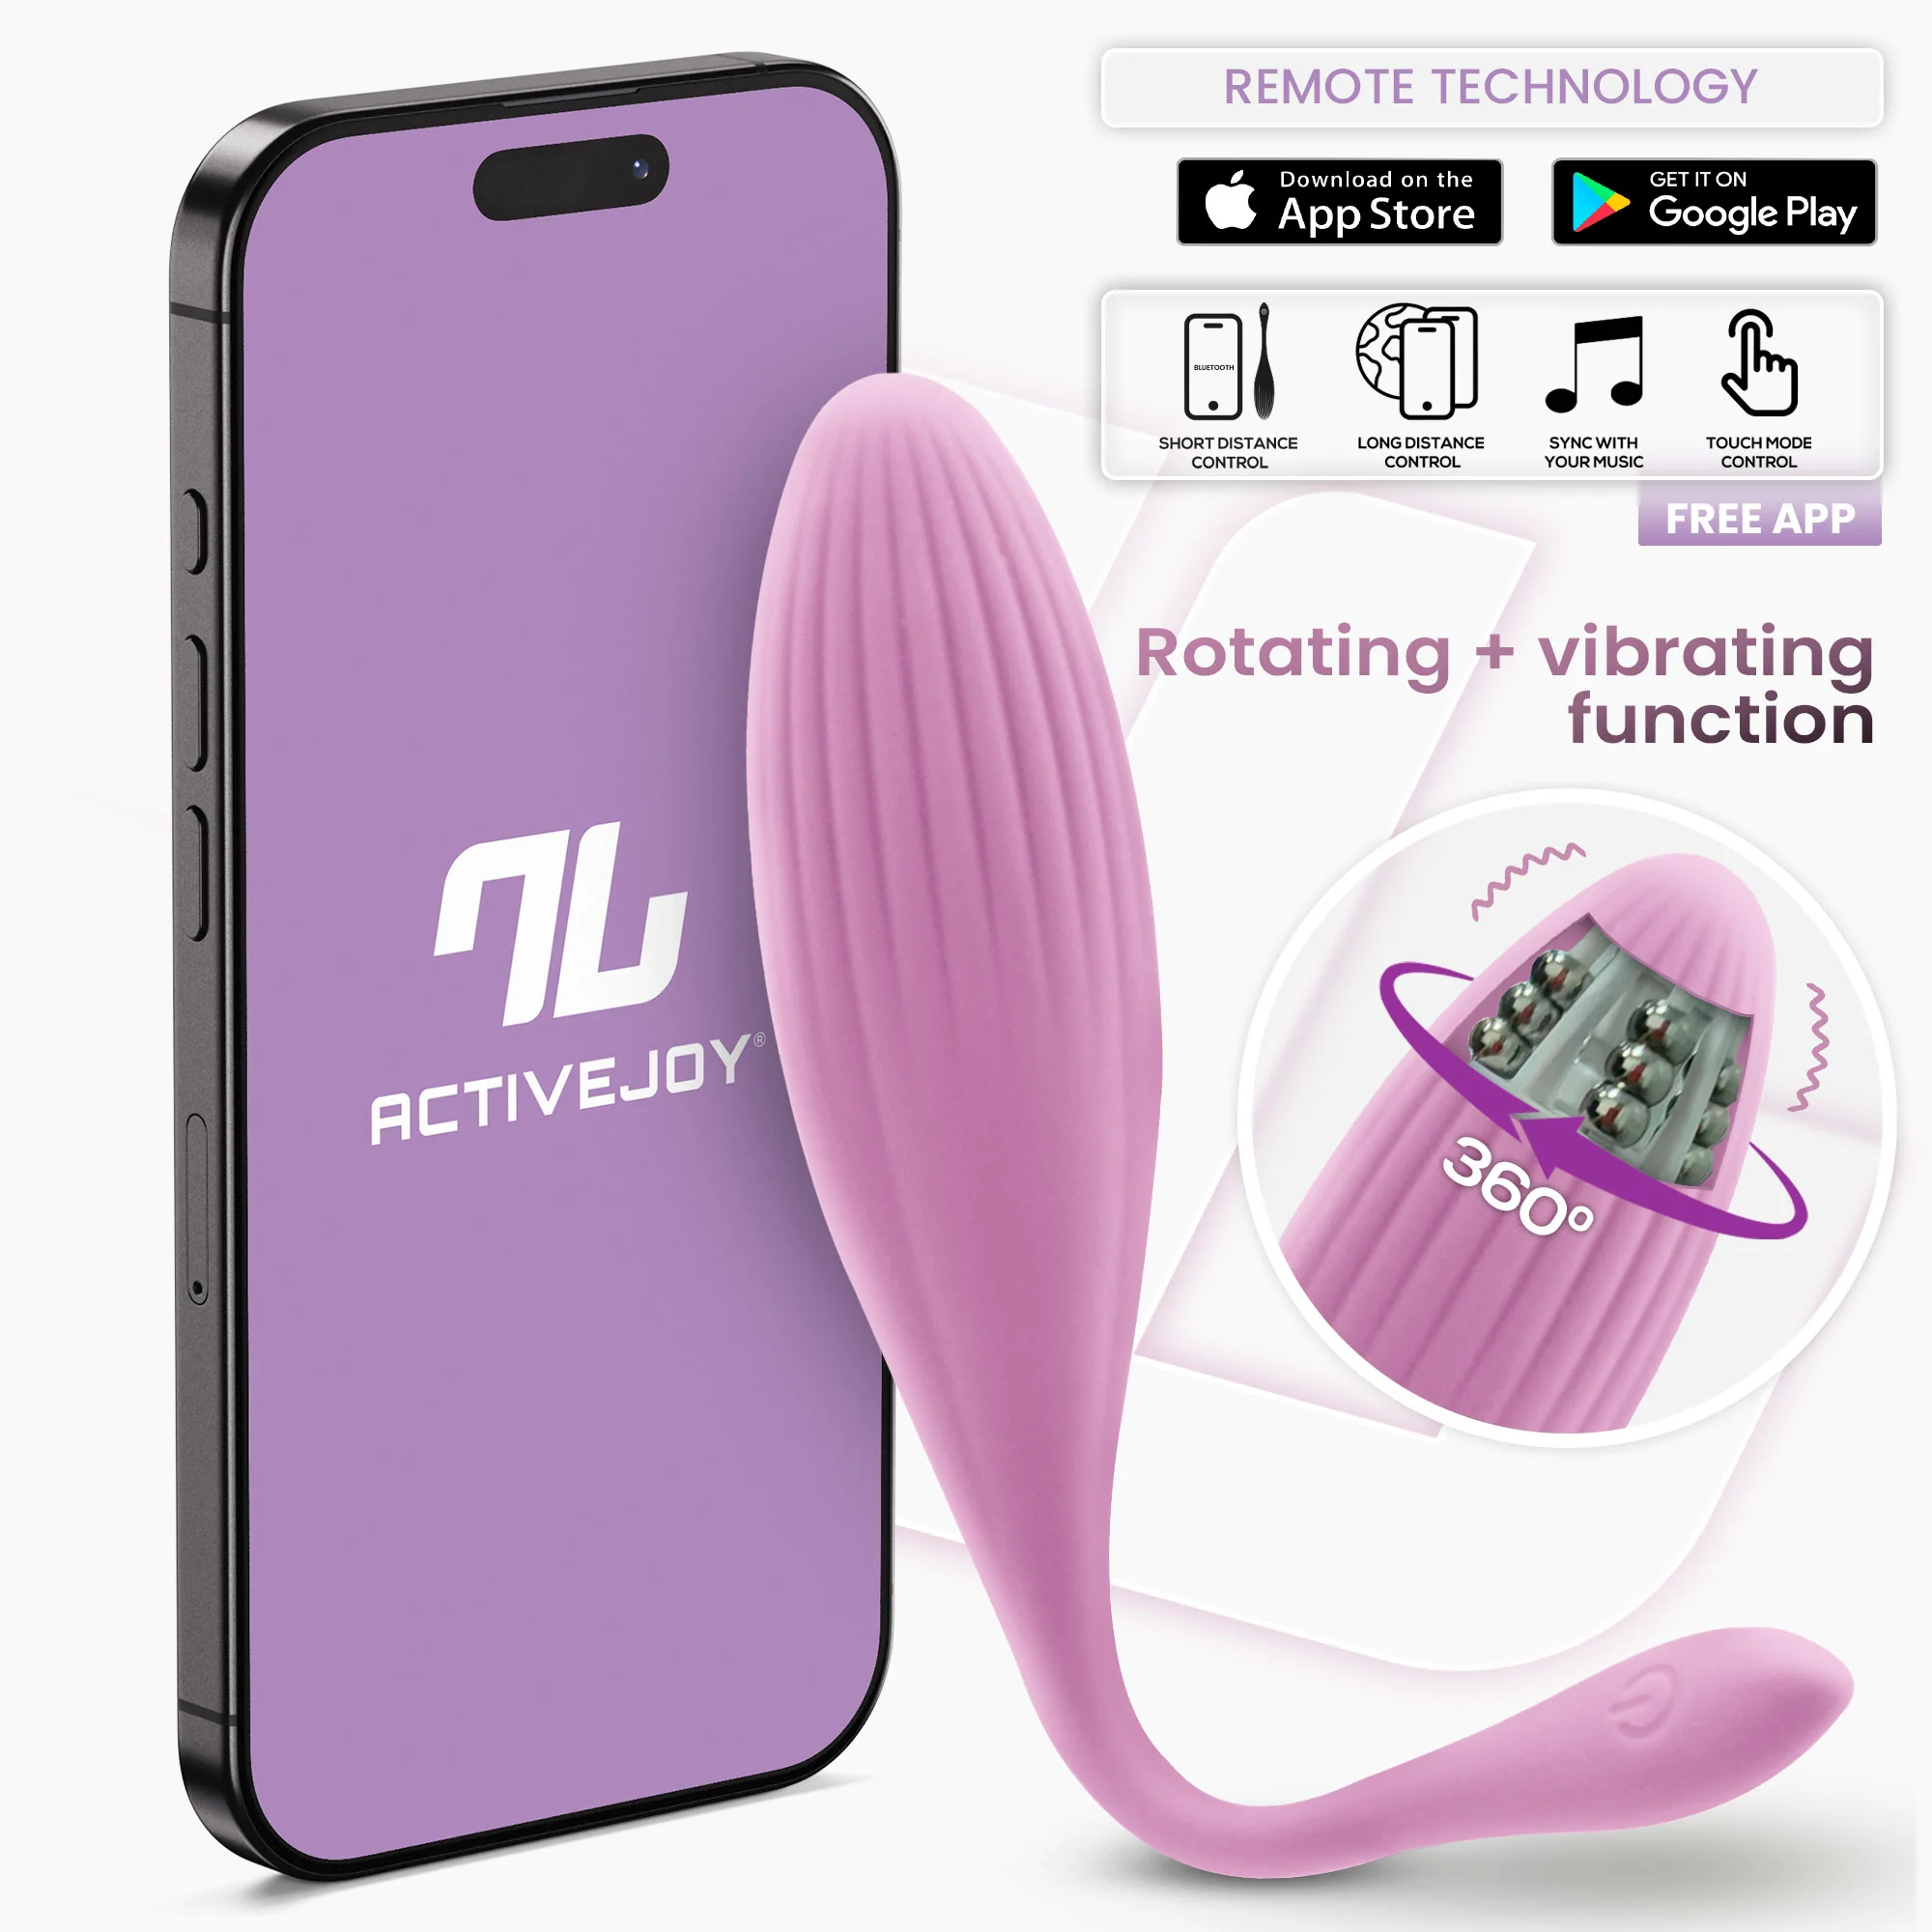 REMOTE TECHNOLOGY
Download on the
App Store
GET IT ON
Google Play
BLUETOOTH
SHORT DISTANCE
CONTROL
LONG DISTANCE
CONTROL
SYNC WITH
YOUR MUSIC
TOUCH MODE
CONTROL
FREE APP
Rotating + vibrating
function
ACTIVEJOY®
360º